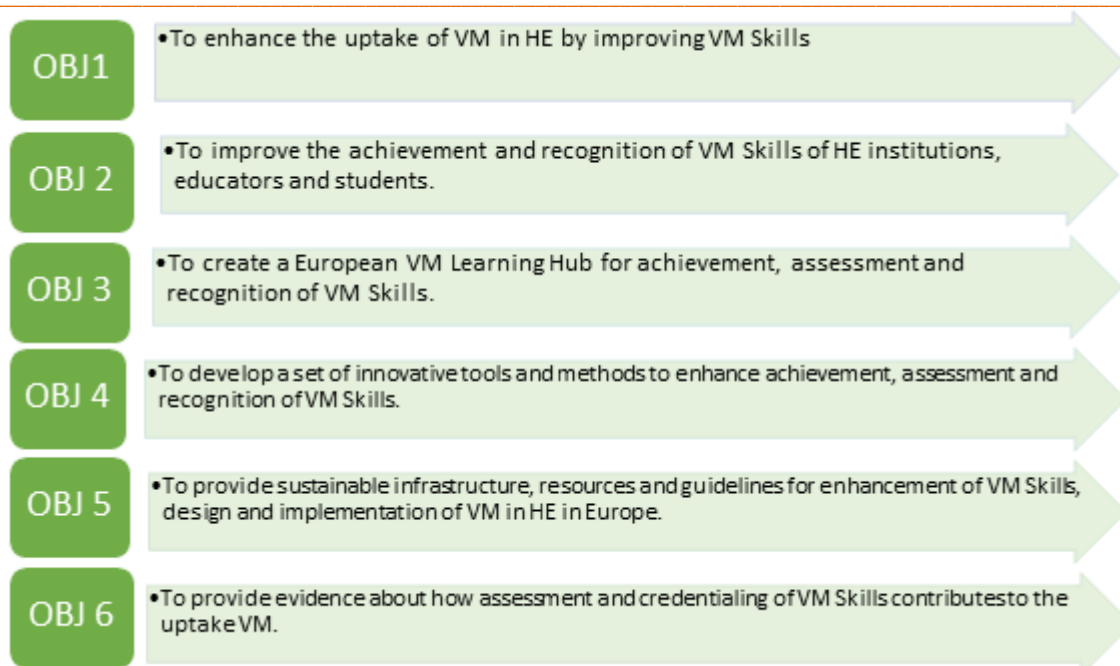 OBJ1
•To enhance the uptake of VM in HE by improving VM Skills
OBJ 2
•To improve the achievement and recognition of VM Skills of HE institutions,
educators and students.
OBJ 3
•To create a European VM Learning Hub for achievement, assessment and
recognition of VM Skills.
OBJ 4
•To develop a set of innovative tools and methods to enhance achievement, assessment and
recognition of VM Skills.
OBJ 5
•To provide sustainable infrastructure, resources and guidelines for enhancement of VM Skills,
design and implementation of VM in HE in Europe.
OBJ 6
•To provide evidence about how assessment and credentialing of VM Skills contributes to the
uptake VM.